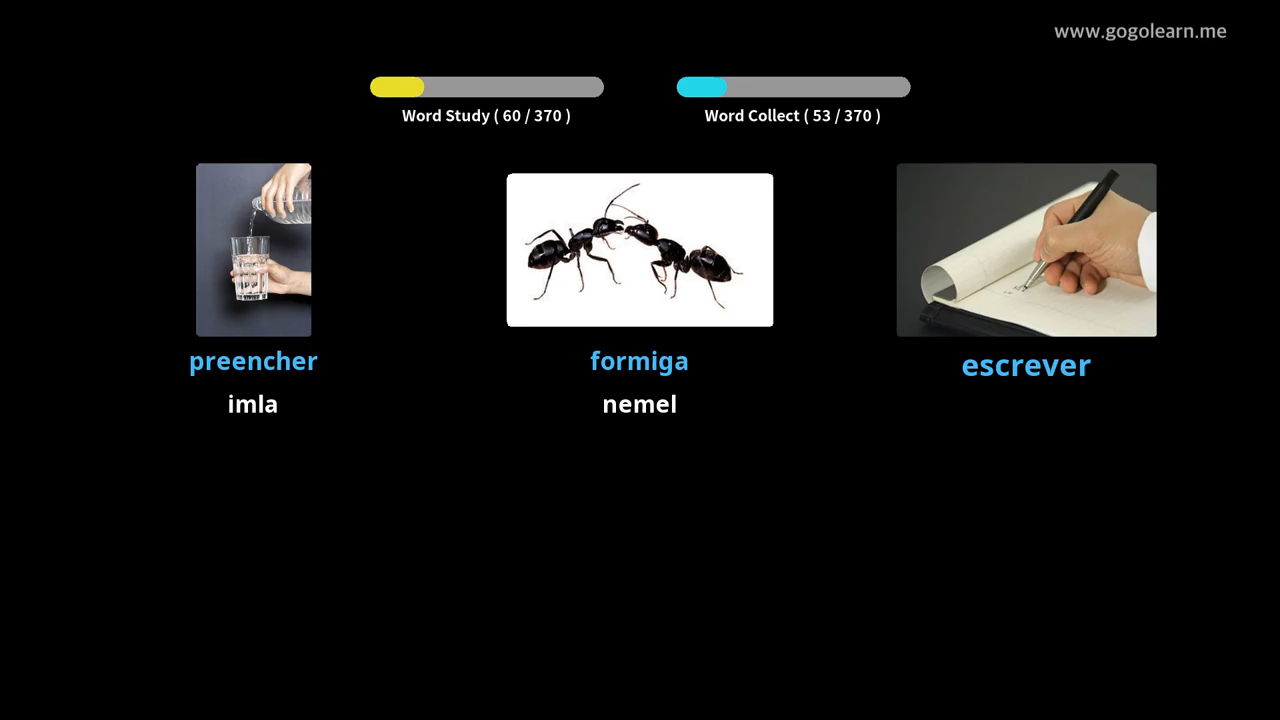 www.gogolearn.me
Word Study ( 60 / 370 )
Word Collect ( 53 / 370 )
preencher
imla
formiga
nemel
escrever